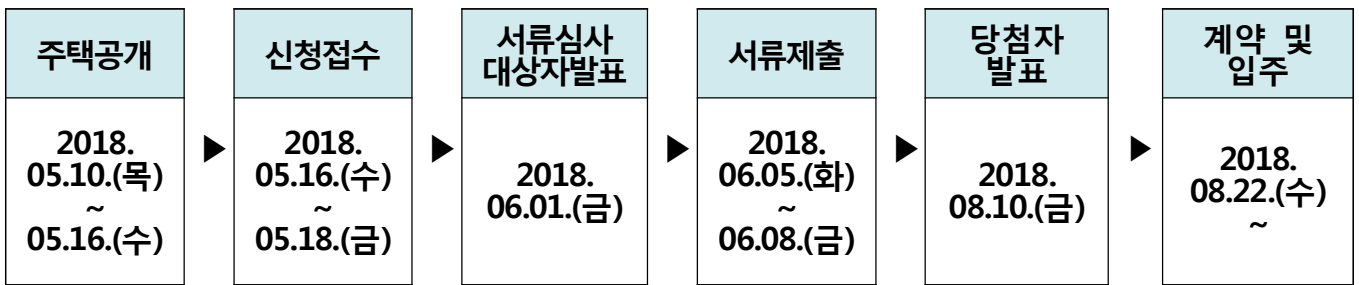 주택공개
2018.
05.10.(목)
~
05.16.(수)
▶
신청접수
2018.
05.16.(수)
~
05.18.(금)
▶
서류심사
대상자발표
2018.
06.01.(금)
▶
서류제출
2018.
06.05.(화)
~
06.08.(금)
▶
당첨자
발표
2018.
08.10.(금)
▶
계약 및
입주
2018.
08.22.(수)
~